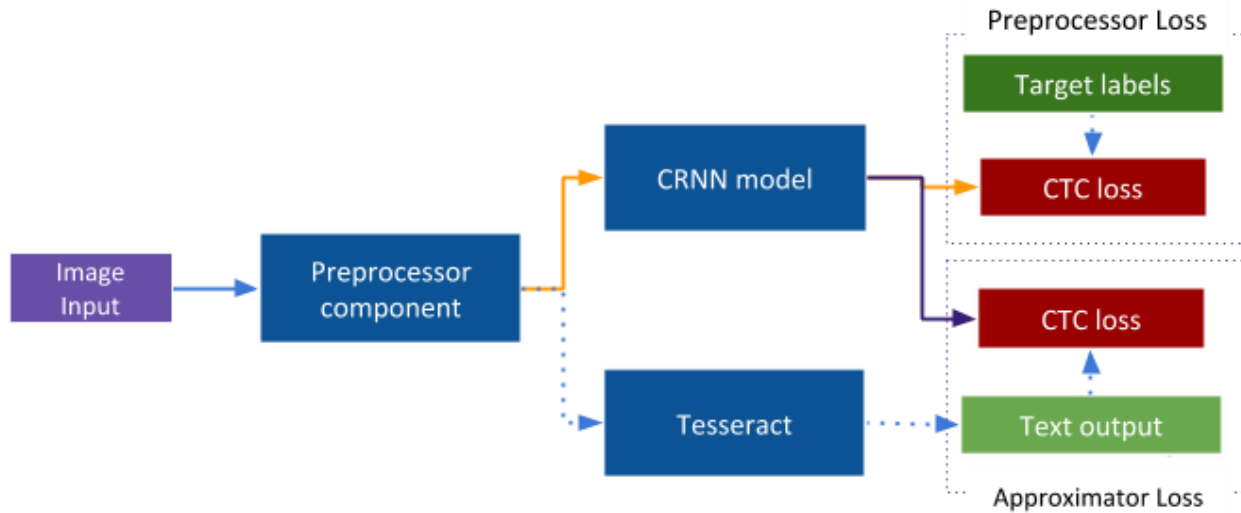 Preprocessor Loss
Target labels
CRNN model
CTC loss
Image
Input
Preprocessor
component
CTC loss
Tesseract
Text output
Approximator Loss